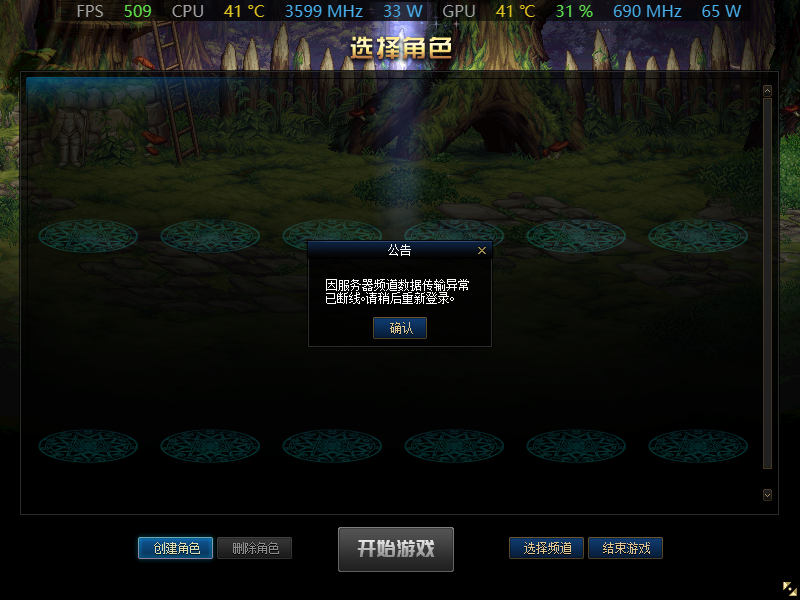 FPS 509 CPU 41 °C 3599 MHz 33 W GPU 41 °C 31 % 690 MHz 65 W
选择角色
公告
因服务器频道数据传输异常
已断线。请稍后重新登录。
确认
创建角色 删除角色 开始游戏 选择频道 结束游戏